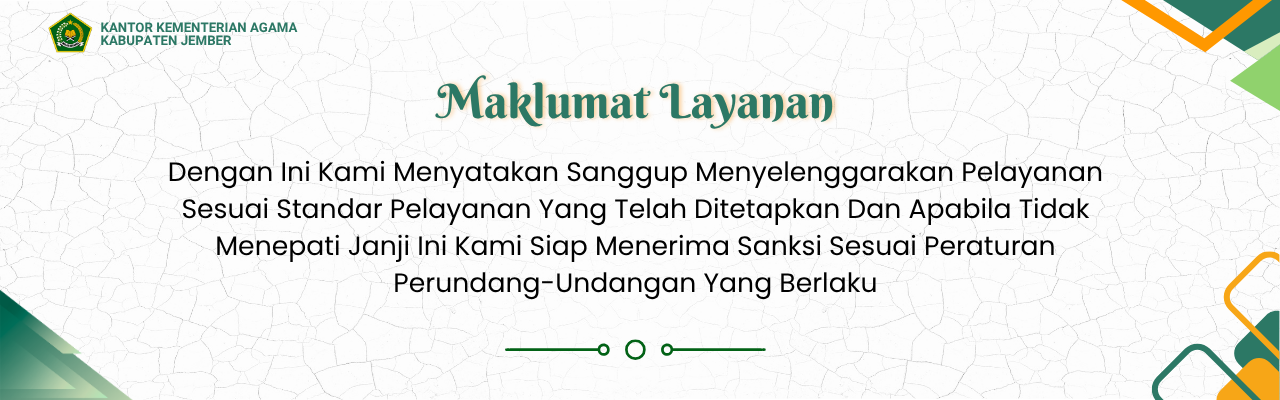 KANTOR KEMENTERIAN AGAMA
KABUPATEN JEMBER
Maklumat Layanan
Dengan Ini Kami Menyatakan Sanggup Menyelenggarakan Pelayanan
Sesuai Standar Pelayanan Yang Telah Ditetapkan Dan Apabila Tidak
Menepati Janji Ini Kami Siap Menerima Sanksi Sesuai Peraturan
Perundang-Undangan Yang Berlaku